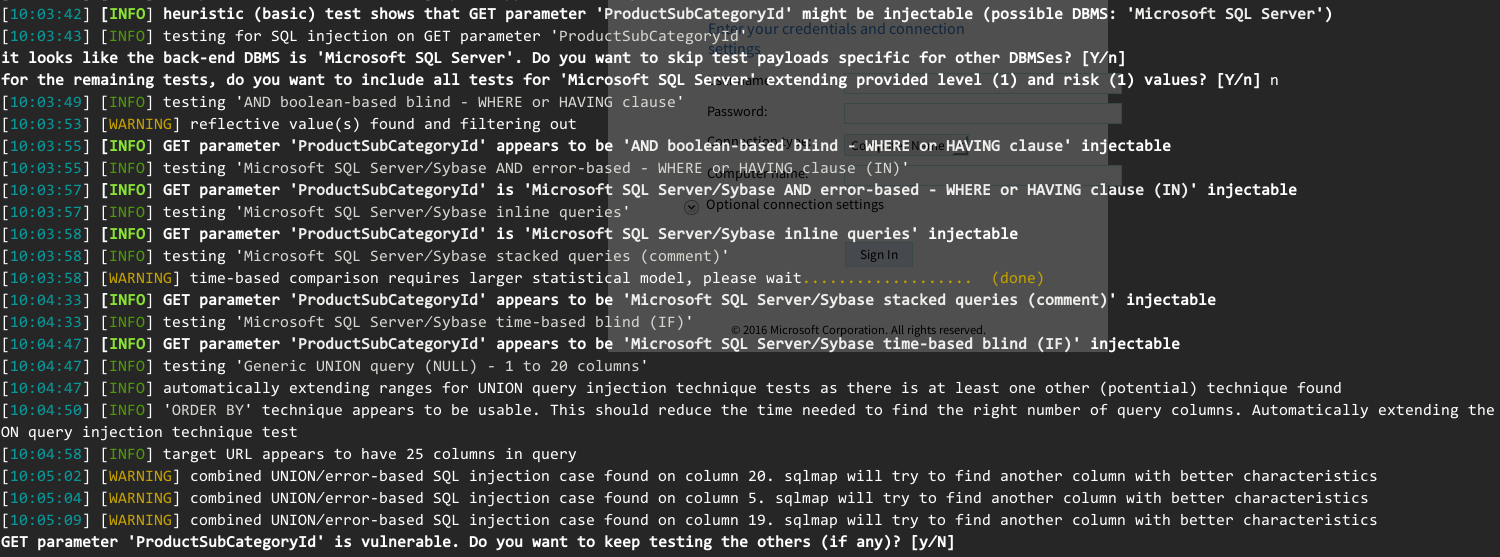 [10:03:42] [INFO] heuristic (basic) test shows that GET parameter 'ProductSubCategoryId' might be injectable (possible DBMS: 'Microsoft SQL Server')
[10:03:43] [INFO] testing for SQL injection on GET parameter 'ProductSubCategoryId'
Enter your credentials and connection
settings
it looks like the back-end DBMS is 'Microsoft SQL Server'. Do you want to skip test payloads specific for other DBMSes? [Y/n]
for the remaining tests, do you want to include all tests for 'Microsoft SQL Server' extending provided level (1) and risk (1) values? [Y/n] n
[10:03:49] [INFO] testing 'AND boolean-based blind - WHERE or HAVING clause'
Password:
[10:03:53] [WARNING] reflective value(s) found and filtering out
[10:03:55] [INFO] GET parameter 'ProductSubCategoryId' appears to be 'AND boolean-based blind - WHERE or HAVING clause' injectable
[10:03:55] [INFO] testing 'Microsoft SQL Server/Sybase AND error-based - WHERE or HAVING clause (IN)'
Computer name:
[10:03:57] [INFO] GET parameter 'ProductSubCategoryId' is 'Microsoft SQL Server/Sybase AND error-based - WHERE or HAVING clause (IN)' injectable
[10:03:57] [INFO] testing 'Microsoft SQL Server/Sybase inline queries'
Optional connection settings
[10:03:58] [INFO] GET parameter 'ProductSubCategoryId' is 'Microsoft SQL Server/Sybase inline queries' injectable
[10:03:58] [INFO] testing 'Microsoft SQL Server/Sybase stacked queries (comment)'
Sign In
[10:03:58] [WARNING] time-based comparison requires larger statistical model, please wait................... (done)
[10:04:33] [INFO] GET parameter 'ProductSubCategoryId' appears to be 'Microsoft SQL Server/Sybase stacked queries (comment)' injectable
[10:04:33] [INFO] testing 'Microsoft SQL Server/Sybase time-based blind (IF)'
© 2016 Microsoft Corporation. All rights reserved.
[10:04:47] [INFO] GET parameter 'ProductSubCategoryId' appears to be 'Microsoft SQL Server/Sybase time-based blind (IF)' injectable
[10:04:47] [INFO] testing 'Generic UNION query (NULL) - 1 to 20 columns'
[10:04:47] [INFO] automatically extending ranges for UNION query injection technique tests as there is at least one other (potential) technique found
[10:04:50] [INFO] 'ORDER BY' technique appears to be usable. This should reduce the time needed to find the right number of query columns. Automatically extending the
ON query injection technique test
[10:04:58] [INFO] target URL appears to have 25 columns in query
[10:05:02] [WARNING] combined UNION/error-based SQL injection case found on column 20. sqlmap will try to find another column with better characteristics
[10:05:04] [WARNING] combined UNION/error-based SQL injection case found on column 5. sqlmap will try to find another column with better characteristics
[10:05:09] [WARNING] combined UNION/error-based SQL injection case found on column 19. sqlmap will try to find another column with better characteristics
GET parameter 'ProductSubCategoryId' is vulnerable. Do you want to keep testing the others (if any)? [y/N]